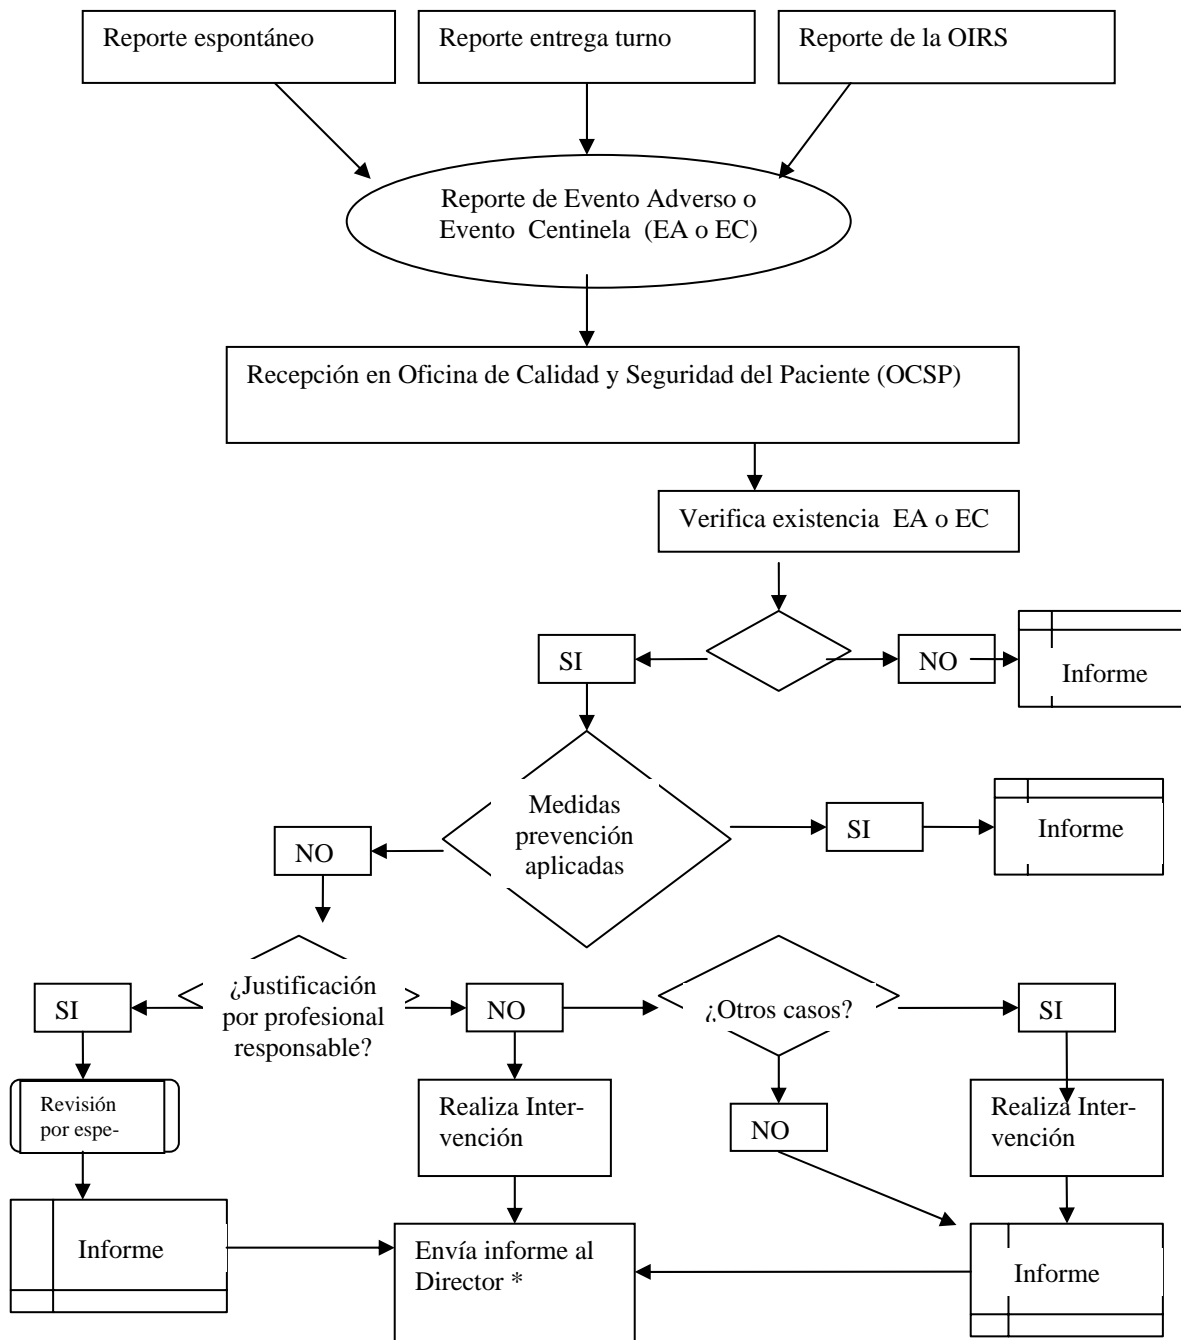 Reporte espontáneo
Reporte entrega turno
Reporte de la OIRS
Reporte de Evento Adverso o
Evento Centinela (EA o EC)
Recepción en Oficina de Calidad y Seguridad del Paciente (OCSP)
Verifica existencia EA o EC
SI
NO
Informe
Medidas
prevención
aplicadas
SI
Informe
NO
¿Justificación
por profesional
responsable?
SI
NO
¿Otros casos?
SI
Revisión
por espe-
Realiza Inter-
vención
NO
Realiza Inter-
vención
Informe
Envía informe al
Director *
Informe